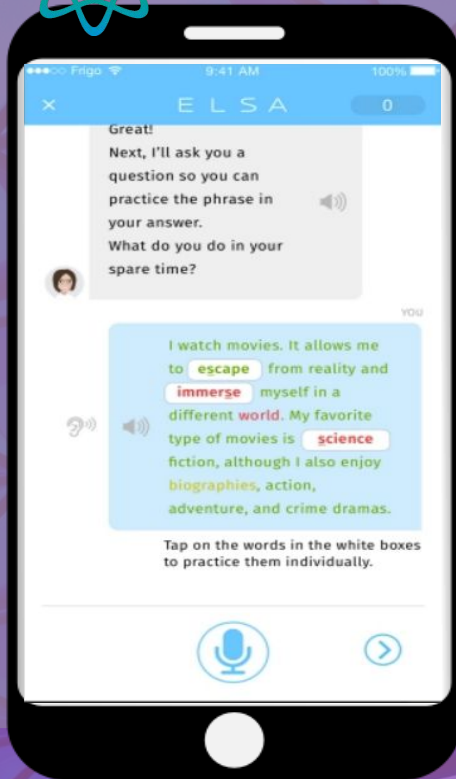 Frigo 9:41 AM 100%
× ELSA 0
Great!
Next, I'll ask you a
question so you can
practice the phrase in
your answer.
What do you do in your
spare time?
YOU
I watch movies. It allows me
to escape from reality and
immerse myself in a
different world. My favorite
type of movies is science
fiction, although I also enjoy
biographies, action,
adventure, and crime dramas.
Tap on the words in the white boxes
to practice them individually.